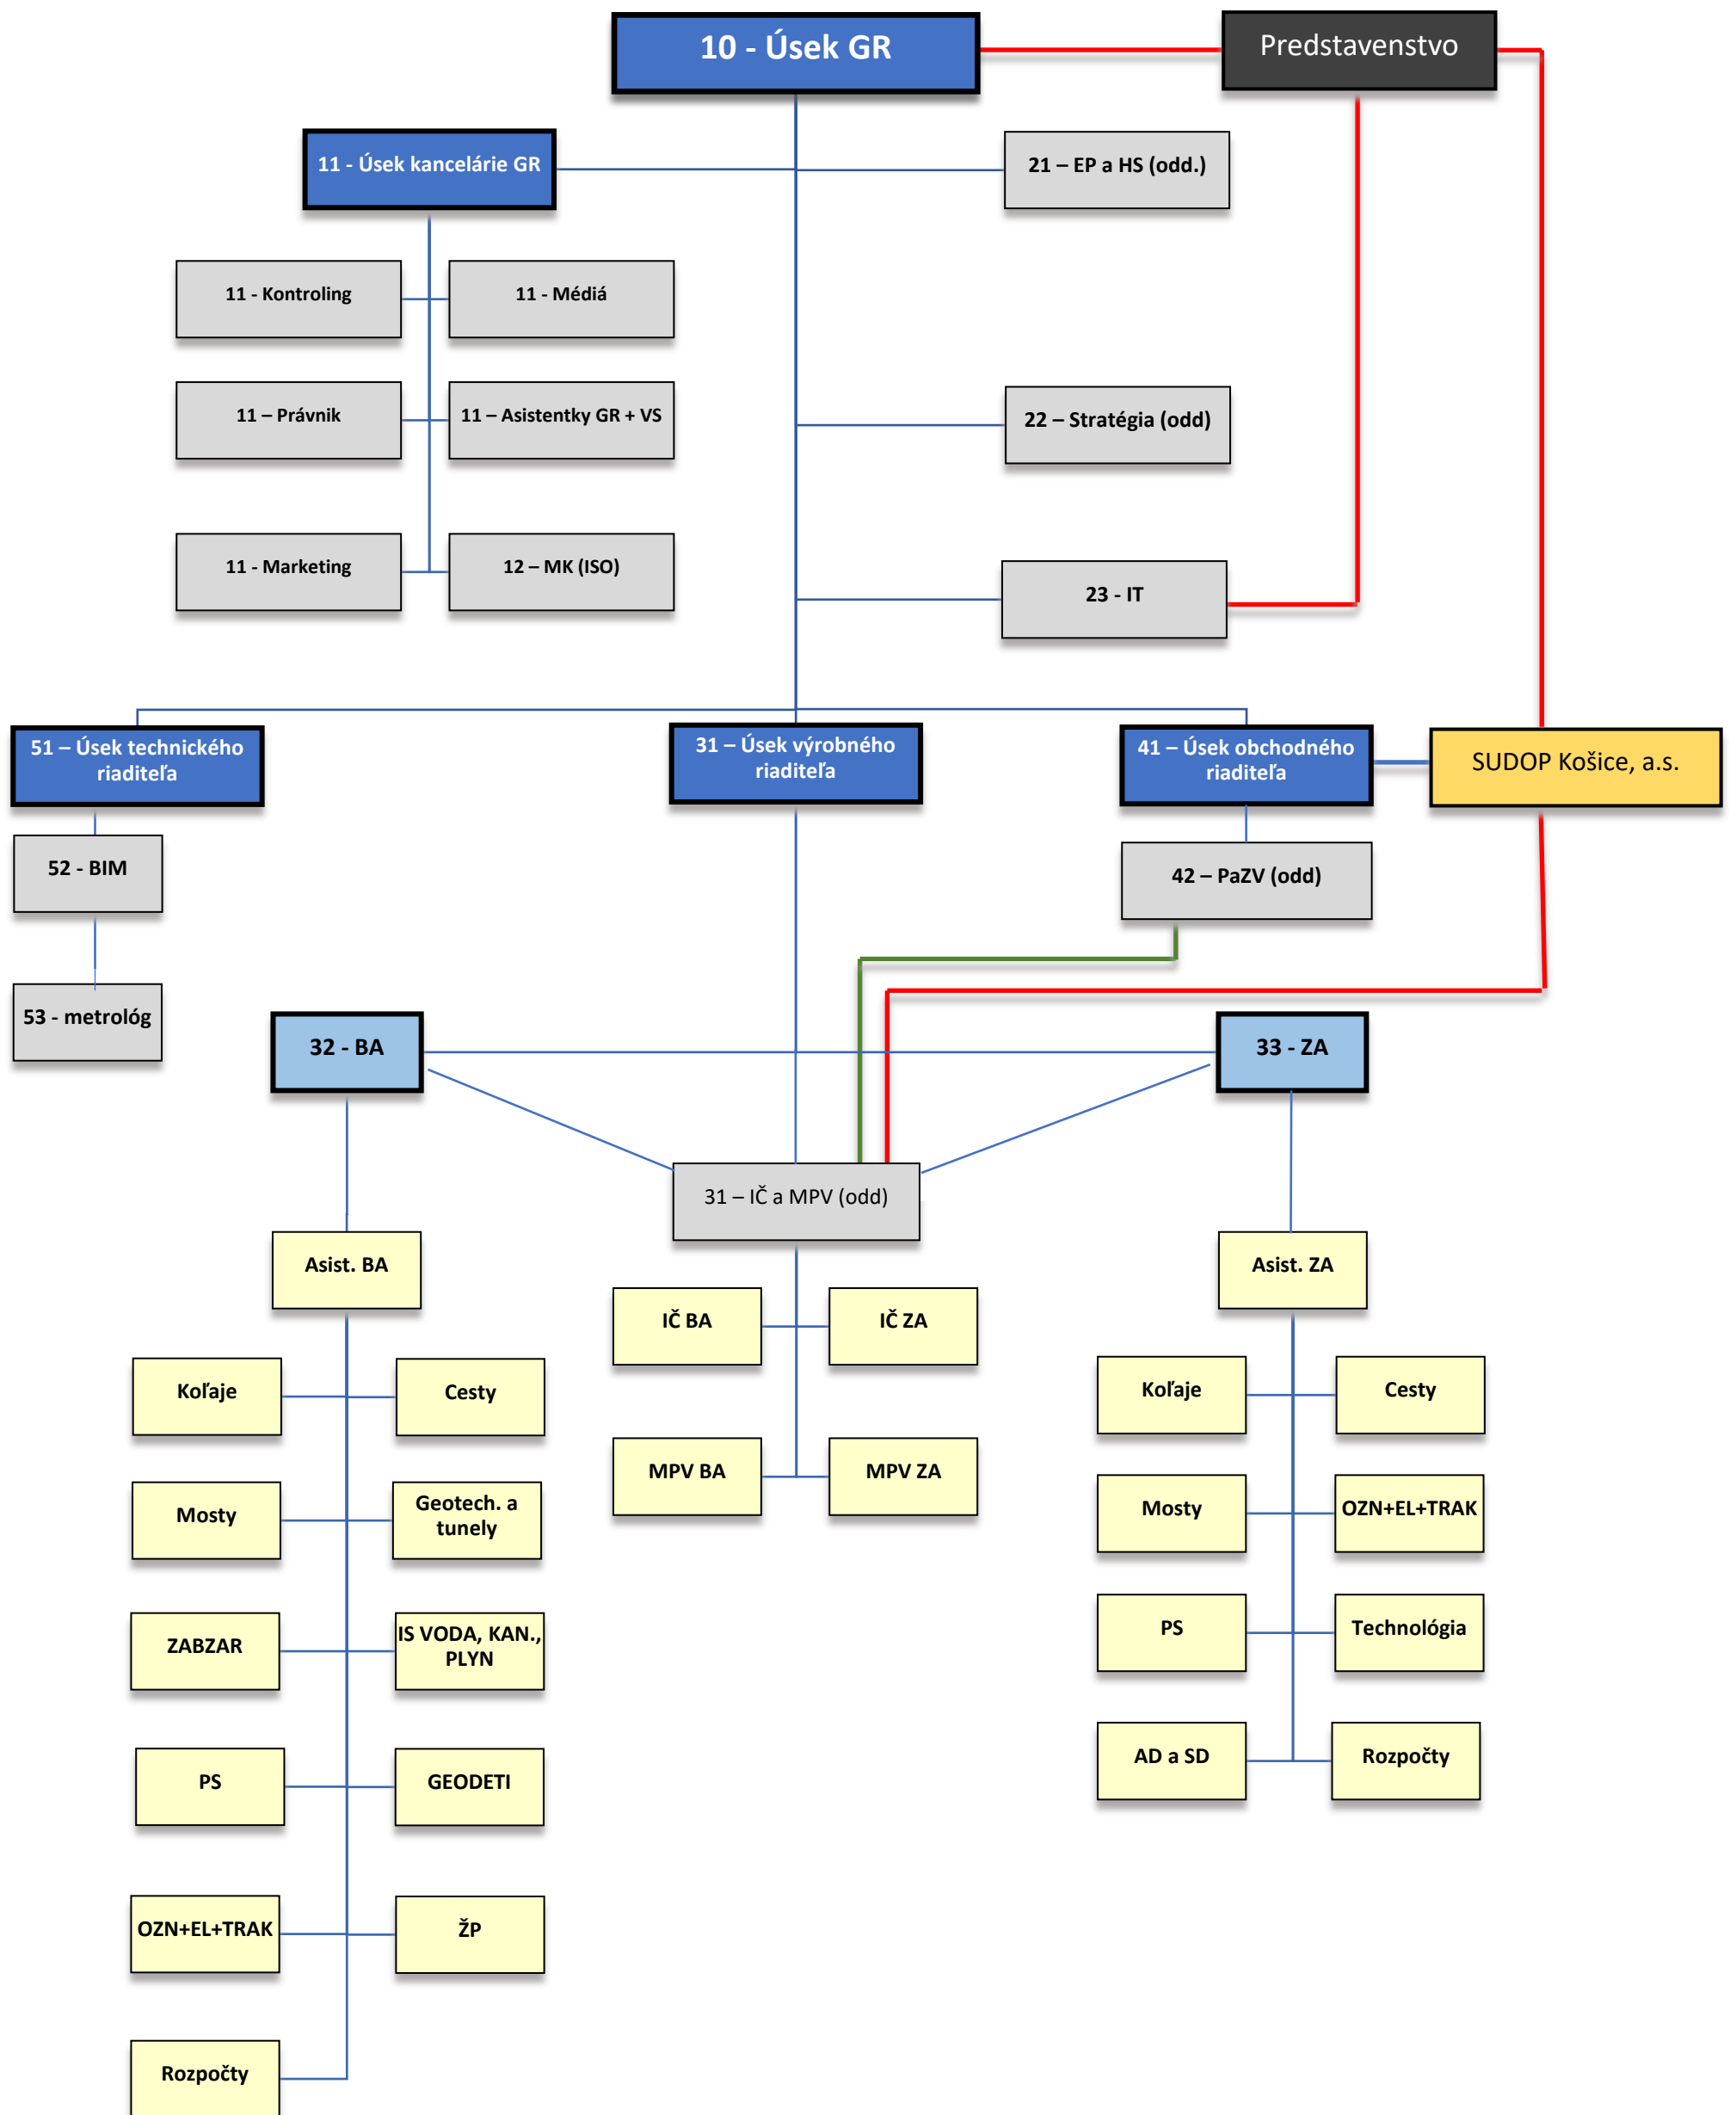 10 - Úsek GR
Predstavenstvo
11 - Úsek kancelárie GR
21 – EP a HS (odd.)
11 - Kontroling
11 - Médiá
11 – Právnik
11 – Asistentky GR + VS
22 – Stratégia (odd)
11 - Marketing
12 – MK (ISO)
23 - IT
51 – Úsek technického
riaditeľa
31 – Úsek výrobného
riaditeľa
41 – Úsek obchodného
riaditeľa
SUDOP Košice, a.s.
52 - BIM
42 – PaZV (odd)
53 - metrológ
32 - BA
33 - ZA
31 – IČ a MPV (odd)
Asist. BA
Asist. ZA
IČ BA
IČ ZA
Koľaje
Cesty
Koľaje
Cesty
MPV BA
MPV ZA
Mosty
Geotech. a
tunely
Mosty
OZN+EL+TRAK
ZABZAR
IS VODA, KAN.,
PLYN
PS
Technológia
PS
GEODETI
AD a SD
Rozpočty
OZN+EL+TRAK
ŽP
Rozpočty